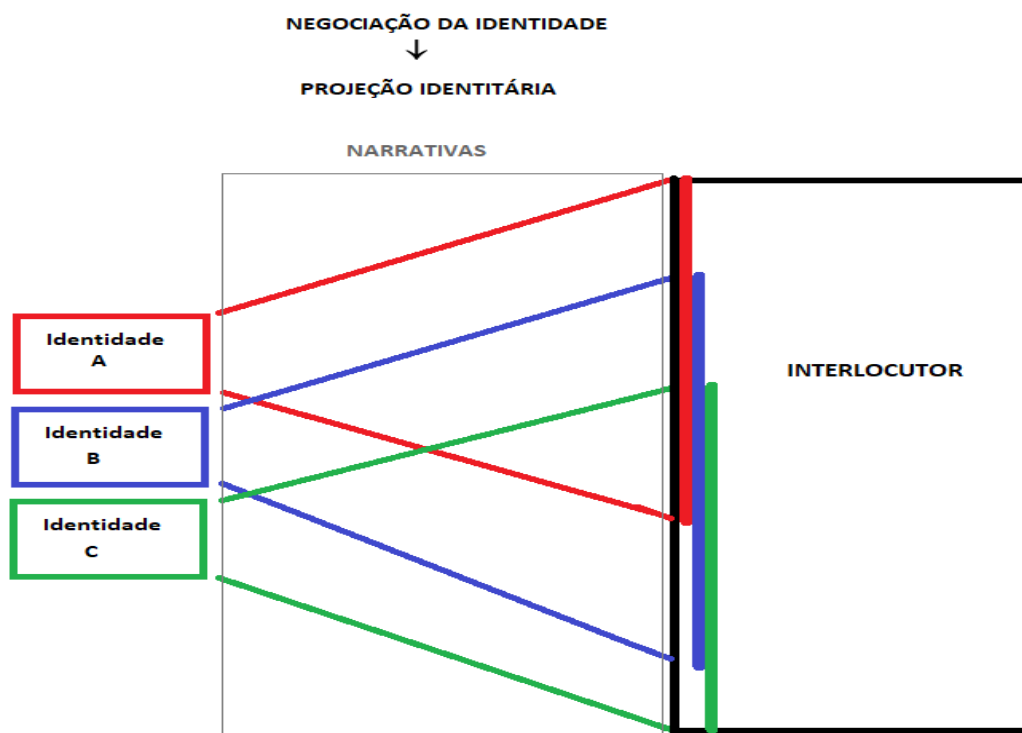 NEGOCIAÇÃO DA IDENTIDADE
↓
PROJEÇÃO IDENTITÁRIA
NARRATIVAS
Identidade
A
Identidade
B
Identidade
C
INTERLOCUTOR